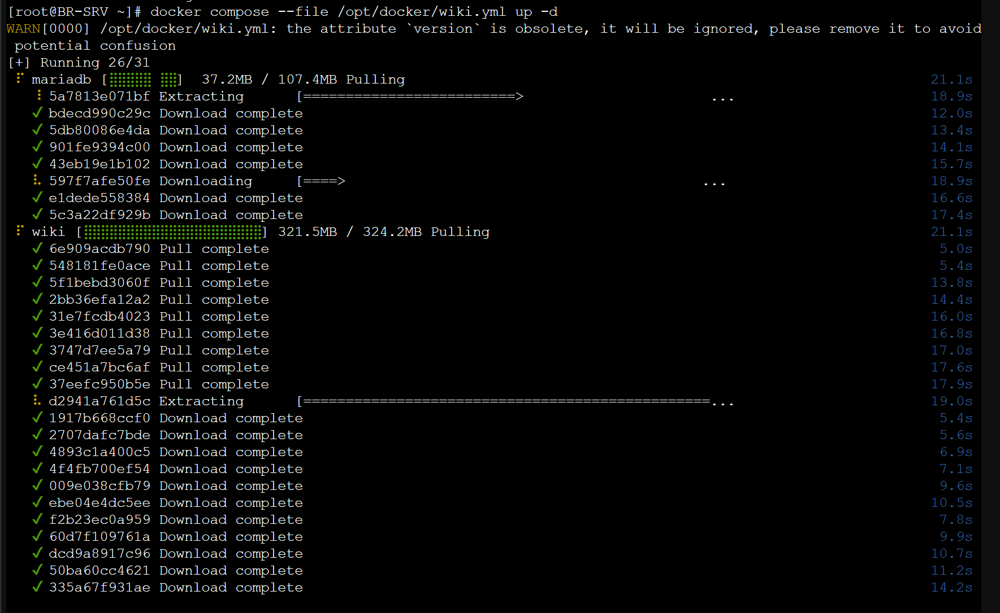 [root@BR-SRV ~]# docker compose --file /opt/docker/wiki.yml up -d
WARN[0000] /opt/docker/wiki.yml: the attribute `version` is obsolete, it will be ignored, please remove it to avoid
potential confusion
[+] Running 26/31
⠏ mariadb [⣿⣿⣿⣿⣿⣿⣿⣿ ⣿⣿⣿] 37.2MB / 107.4MB Pulling 21.1s
⠸ 5a7813e071bf Extracting [=========================> ... 18.9s
✔ bdecd990c29c Download complete 12.0s
✔ 5db80086e4da Download complete 13.4s
✔ 901fe9394c00 Download complete 14.1s
✔ 43eb19e1b102 Download complete 15.7s
⠧ 597f7afe50fe Downloading [====> ... 18.9s
✔ e1dede558384 Download complete 16.6s
✔ 5c3a22df929b Download complete 17.4s
⠏ wiki [⣿⣿⣿⣿⣿⣿⣿⣿⣿⣿⣿⣿⣿⣿⣿⣿⣿⣿⣿⣿⣿] 321.5MB / 324.2MB Pulling 21.1s
✔ 6e909acdb790 Pull complete 5.0s
✔ 548181fe0ace Pull complete 5.4s
✔ 5f1bebd3060f Pull complete 13.8s
✔ 2bb36efa12a2 Pull complete 14.4s
✔ 31e7fcdb4023 Pull complete 16.0s
✔ 3e416d011d38 Pull complete 16.8s
✔ 3747d7ee5a79 Pull complete 17.0s
✔ ce451a7bc6af Pull complete 17.6s
✔ 37eefc950b5e Pull complete 17.9s
⠧ d2941a761d5c Extracting [================================================... 19.0s
✔ 1917b668ccf0 Download complete 5.4s
✔ 2707dafc7bde Download complete 5.6s
✔ 4893c1a400c5 Download complete 6.9s
✔ 4f4fb700ef54 Download complete 7.1s
✔ 009e038cfb79 Download complete 9.6s
✔ ebe04e4dc5ee Download complete 10.5s
✔ f2b23ec0a959 Download complete 7.8s
✔ 60d7f109761a Download complete 9.9s
✔ dcd9a8917c96 Download complete 10.7s
✔ 50ba60cc4621 Download complete 11.2s
✔ 335a67f931ae Download complete 14.2s